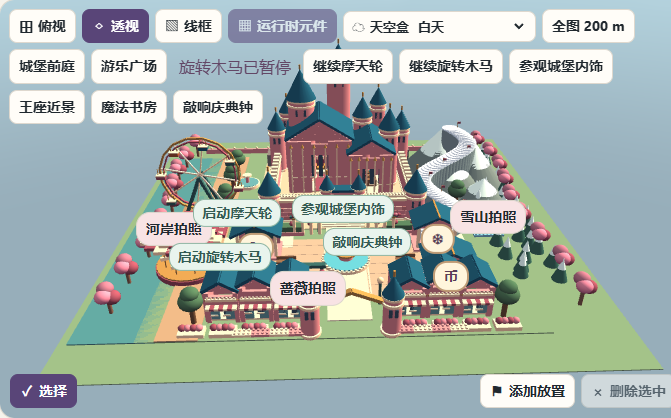 俯视 透视 线框 运行时元件 天空盒 白天 全图 200 m
城堡前庭 游乐广场 旋转木马已暂停 继续摩天轮 继续旋转木马 参观城堡内饰
王座近景 魔法书房 敲响庆典钟
启动摩天轮 参观城堡内饰 雪山拍照
河岸拍照 敲响庆典钟
启动旋转木马 币
蔷薇拍照
选择 添加放置 × 删除选中